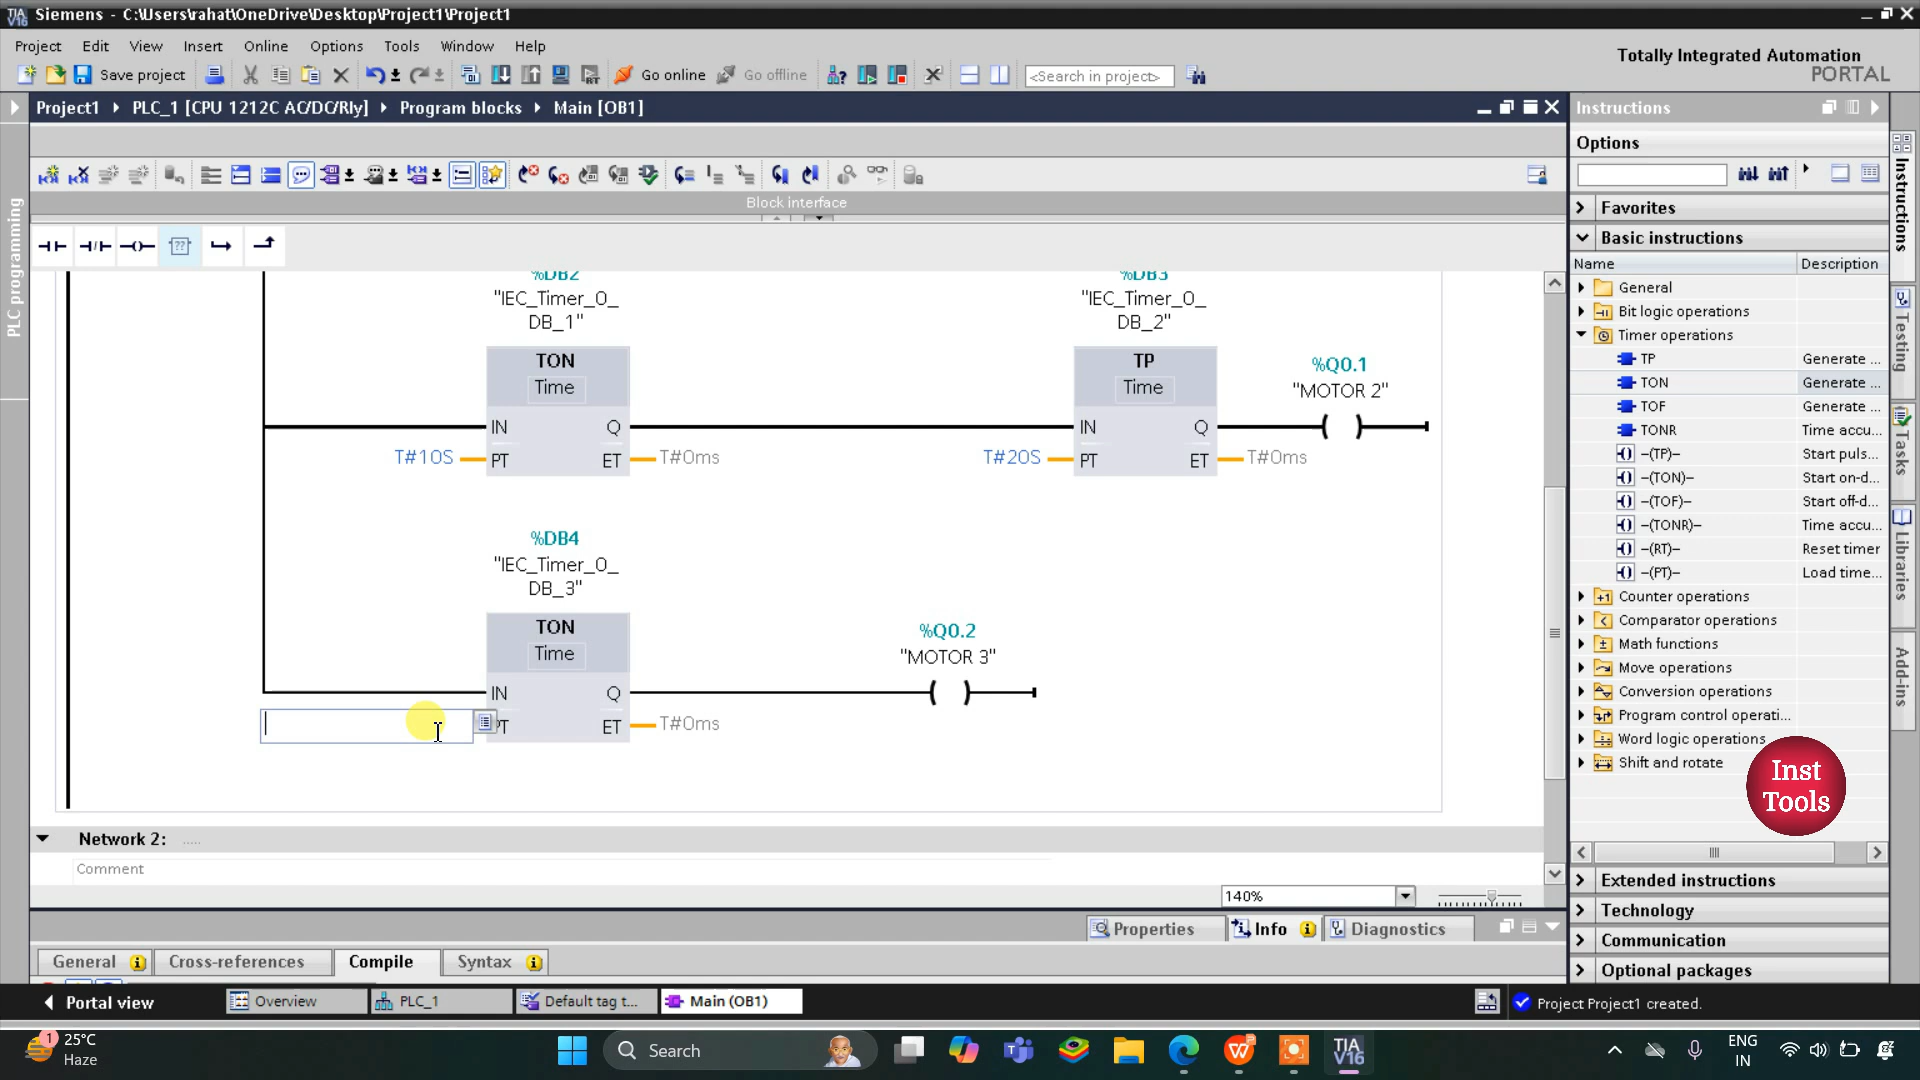 Siemens - C:\Users\rahat\OneDrive\Desktop\Project1\Project1
Project Edit View Insert Online Options Tools Window Help
Totally Integrated Automation
PORTAL
Save project
Go online
Go offline
<Search in project>
Project1 PLC_1 [CPU 1212C AC/DC/Rly] Program blocks Main [OB1]
Block interface
PLC programming
??
%DB2
"IEC_Timer_0_
DB_1"
TON
Time
IN Q
T#10S PT ET T#0ms
%DB3
"IEC_Timer_0_
DB_2"
TP
Time
IN Q
T#20S PT ET T#0ms
%Q0.1
"MOTOR 2"
( )
%DB4
"IEC_Timer_0_
DB_3"
TON
Time
IN Q
PT ET T#0ms
%Q0.2
"MOTOR 3"
( )
Network 2: .....
Comment
140%
Properties Info Diagnostics
General Cross-references Compile Syntax
Instructions
Options
Favorites
Basic instructions
Name Description
General
Bit logic operations
Timer operations
TP Generate ...
TON Generate ...
TOF Generate ...
TONR Time accu...
–(TP)– Start puls...
–(TON)– Start on-d...
–(TOF)– Start off-d...
–(TONR)– Time accu...
–(RT)– Reset timer
–(PT)– Load time...
Counter operations
Comparator operations
Math functions
Move operations
Conversion operations
Program control operati...
Word logic operations
Shift and rotate
Inst
Tools
Extended instructions
Technology
Communication
Optional packages
Instructions
Testing
Tasks
Libraries
Add-ins
Portal view Overview PLC_1 Default tag t... Main (OB1) Project Project1 created.
1
25°C
Haze
Search
TIA
V16
ENG
IN